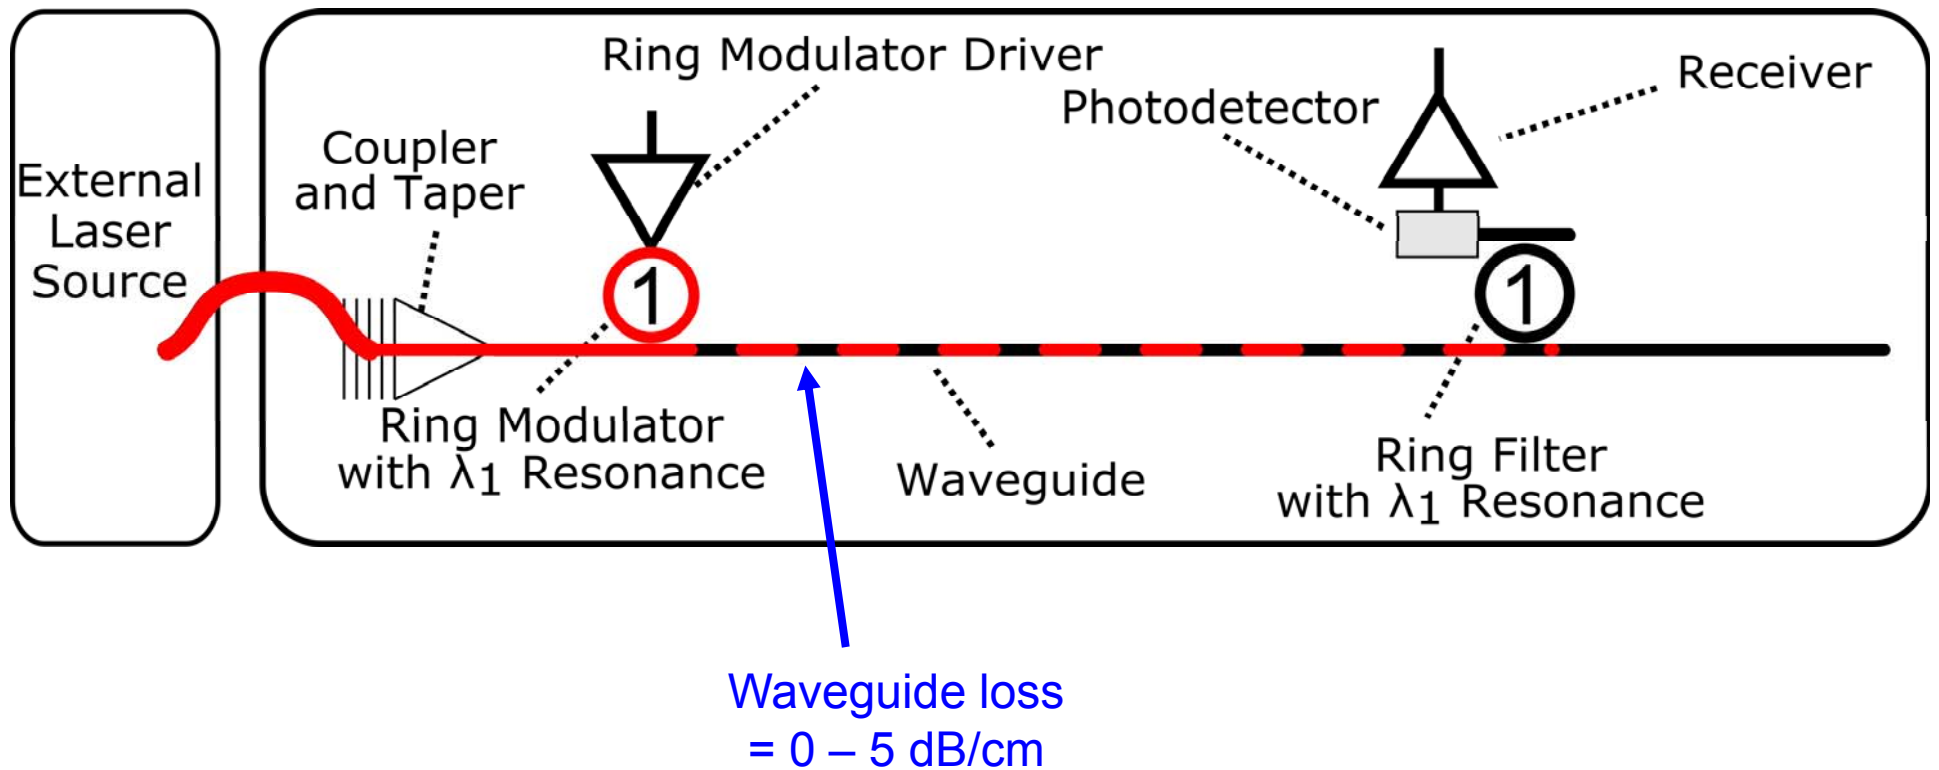 External
Laser
Source
Coupler
and Taper
Ring Modulator Driver
1
Photodetector
Receiver
1
Ring Modulator
with λ1 Resonance
Waveguide
Ring Filter
with λ1 Resonance
Waveguide loss
= 0 – 5 dB/cm